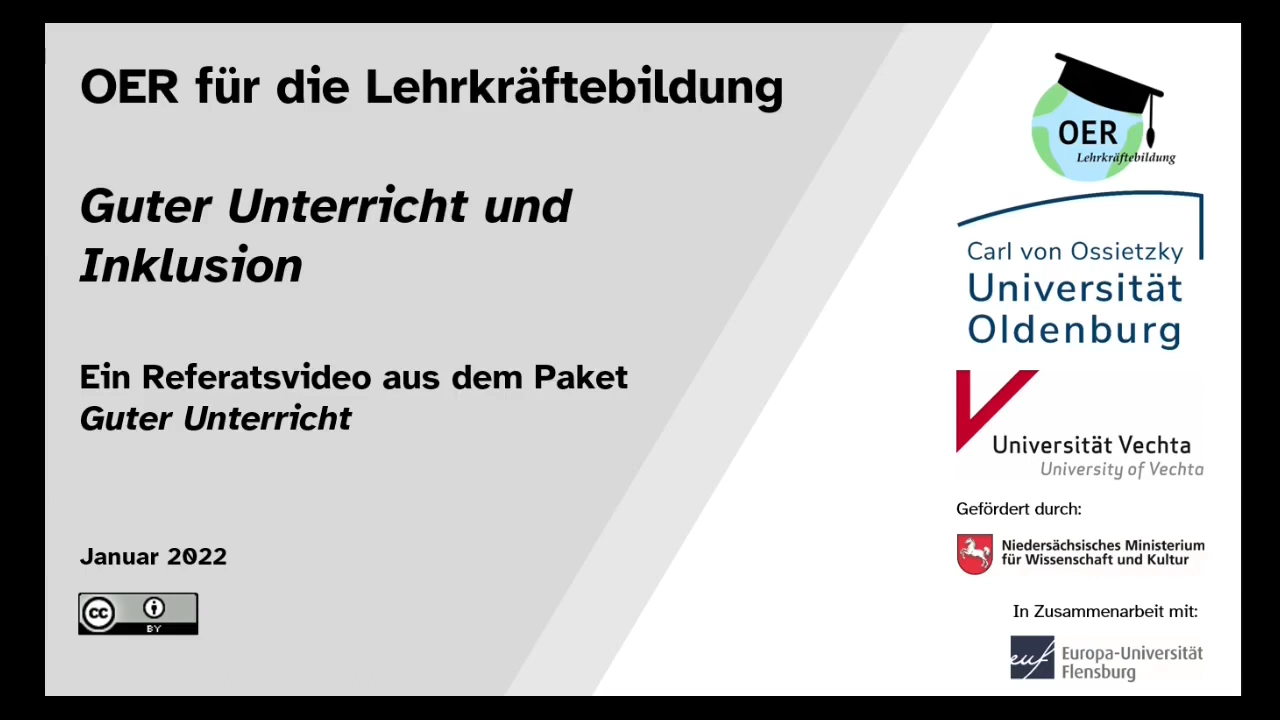 OER für die Lehrkräftebildung
Guter Unterricht und
Inklusion
Ein Referatsvideo aus dem Paket
Guter Unterricht
Januar 2022
cc
BY
OER
Lehrkräftebildung
Carl von Ossietzky
Universität
Oldenburg
Universität Vechta
University of Vechta
Gefördert durch:
Niedersächsisches Ministerium
für Wissenschaft und Kultur
In Zusammenarbeit mit:
euf
Europa-Universität
Flensburg